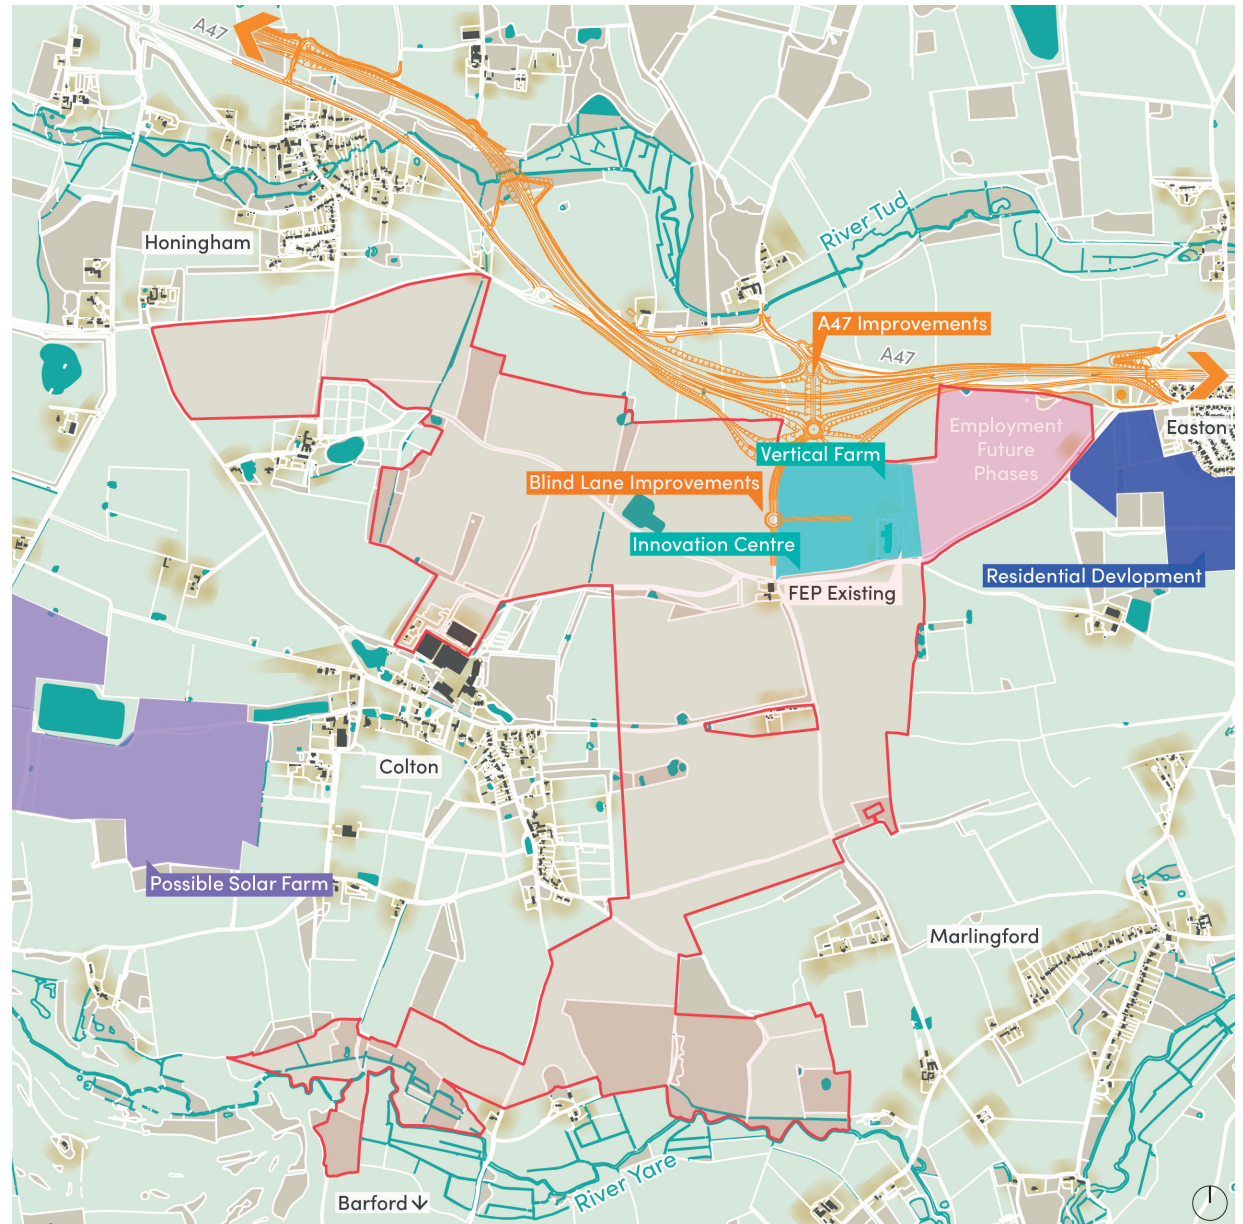 A47
Honingham
River Tud
A47 Improvements
A47
Employment
Future
Phases
Easton
Vertical Farm
Blind Lane Improvements
Innovation Centre
Residential Devlopment
FEP Existing
Colton
Possible Solar Farm
Marlingford
River Yare
Barford↓